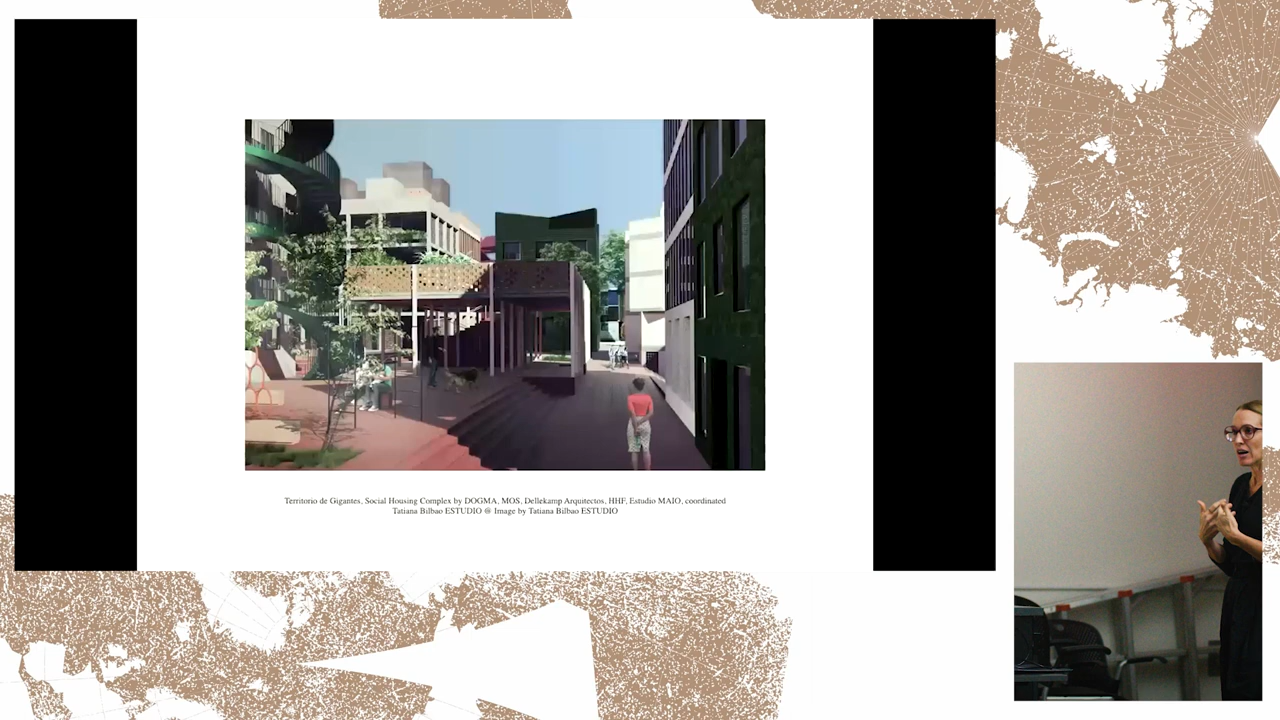 Territorio de Gigantes, Social Housing Complex by DOGMA, MOS, Dellekamp Arquitectos, HHF, Estudio MAIO, coordinated
Tatiana Bilbao ESTUDIO @ Image by Tatiana Bilbao ESTUDIO